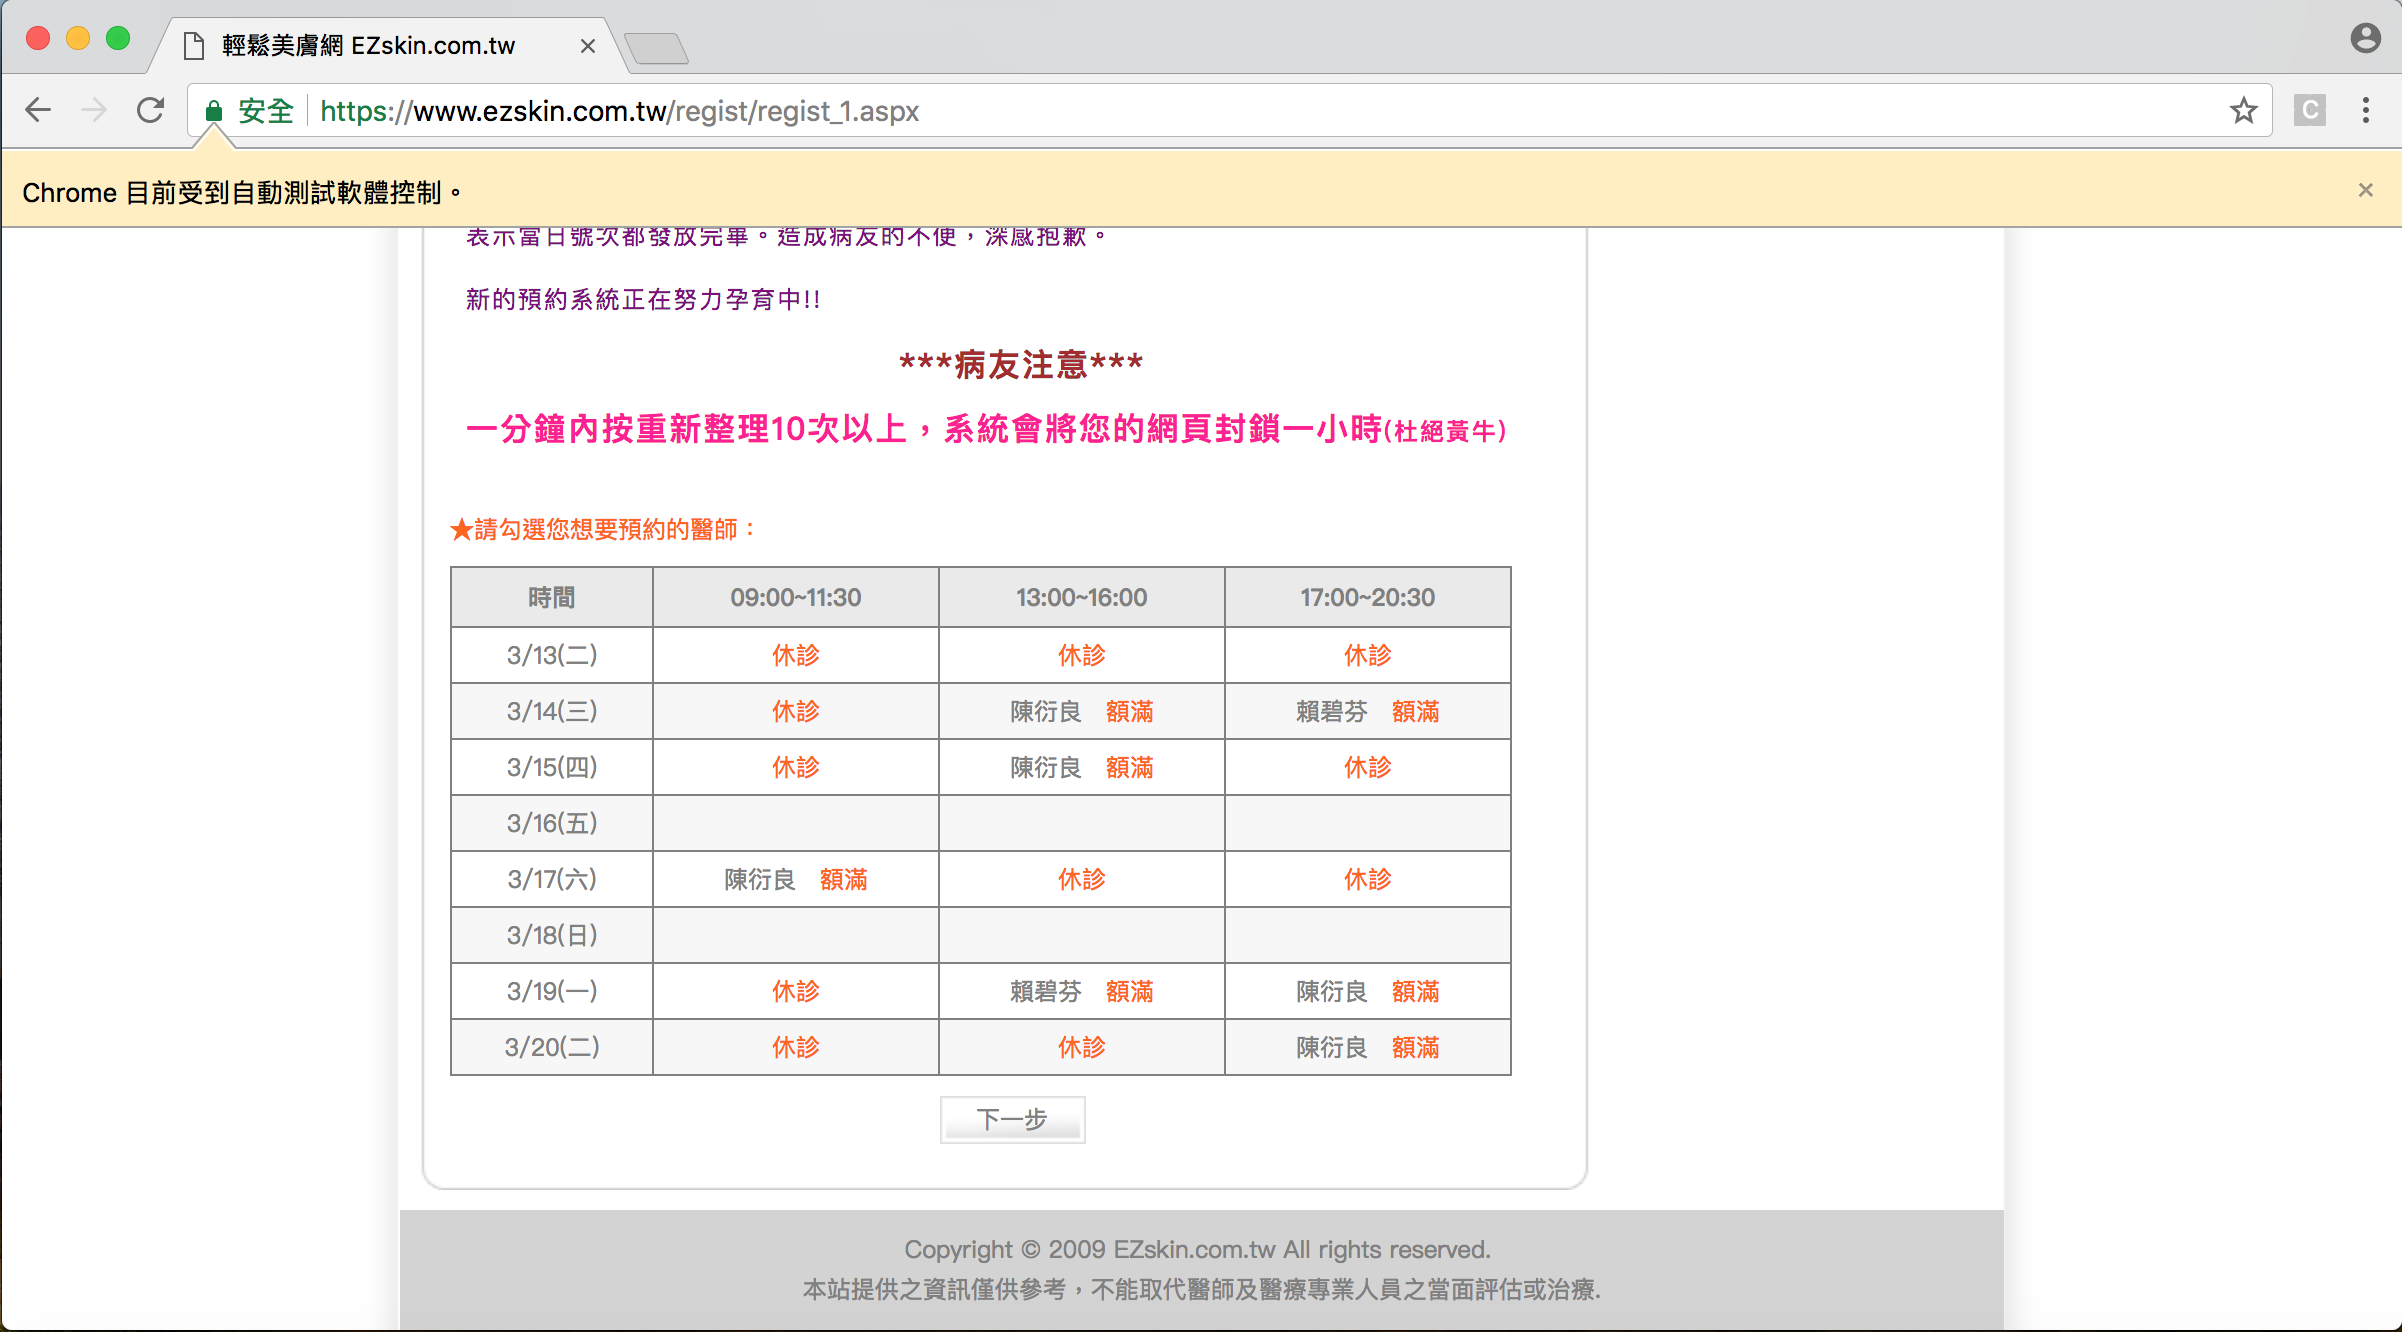 輕鬆美膚網 EZskin.com.tw
安全 https://www.ezskin.com.tw/regist/regist_1.aspx
C
Chrome 目前受到自動測試軟體控制。
表示當日號次都發放完畢。造成病友的不便，深感抱歉。
新的預約系統正在努力孕育中!!
***病友注意***
一分鐘內按重新整理10次以上，系統會將您的網頁封鎖一小時(杜絕黃牛)
★請勾選您想要預約的醫師：
時間 09:00~11:30 13:00~16:00 17:00~20:30
3/13(二) 休診 休診 休診
3/14(三) 休診 陳衍良 額滿 賴碧芬 額滿
3/15(四) 休診 陳衍良 額滿 休診
3/16(五)
3/17(六) 陳衍良 額滿 休診 休診
3/18(日)
3/19(一) 休診 賴碧芬 額滿 陳衍良 額滿
3/20(二) 休診 休診 陳衍良 額滿
下一步
Copyright © 2009 EZskin.com.tw All rights reserved.
本站提供之資訊僅供參考，不能取代醫師及醫療專業人員之當面評估或治療.